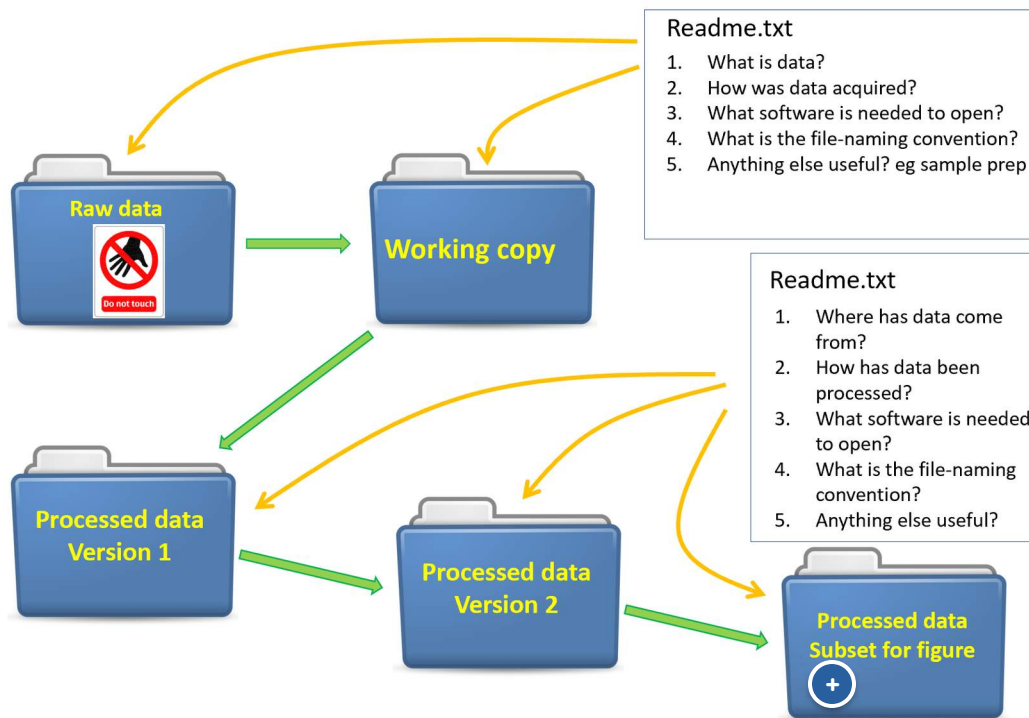 Readme.txt
1. What is data?
2. How was data acquired?
3. What software is needed to open?
4. What is the file-naming convention?
5. Anything else useful? eg sample prep
Raw data
Do not touch
Working copy
Readme.txt
1. Where has data come
from?
2. How has data been
processed?
3. What software is needed
to open?
4. What is the file-naming
convention?
5. Anything else useful?
Processed data
Version 1
Processed data
Version 2
Processed data
Subset for figure
+